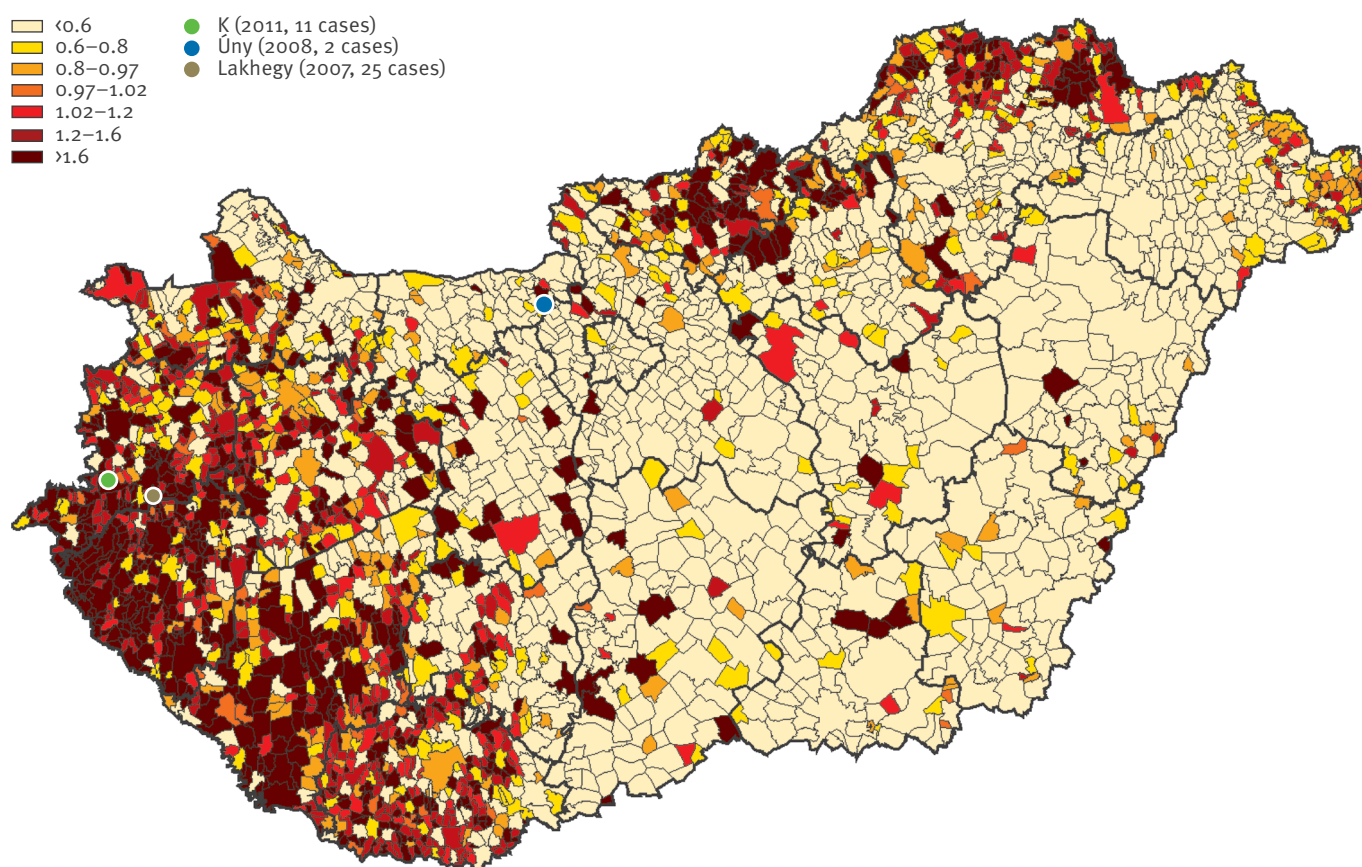 ‹0.6
0.6–0.8
0.8–0.97
0.97–1.02
1.02–1.2
1.2–1.6
›1.6
K (2011, 11 cases)
Úny (2008, 2 cases)
Lakhegy (2007, 25 cases)